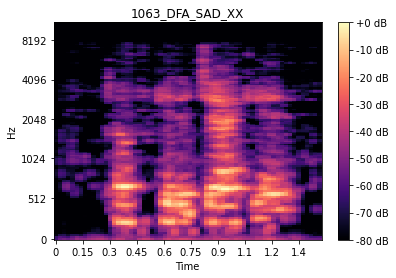 1063_DFA_SAD_XX
Hz
8192
4096
2048
1024
512
0
0 0.15 0.3 0.45 0.6 0.75 0.9 1.1 1.2 1.4
Time
+0 dB
-10 dB
-20 dB
-30 dB
-40 dB
-50 dB
-60 dB
-70 dB
-80 dB